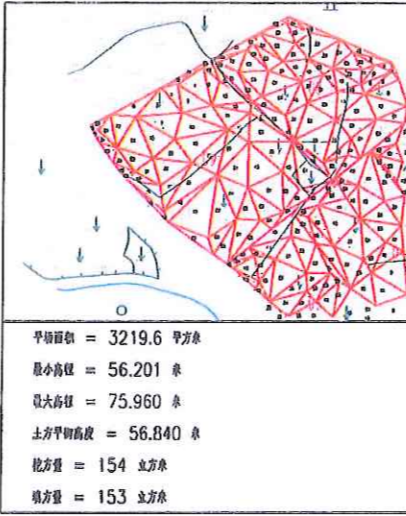 平场面积 = 3219.6 平方米
最小高程 = 56.201 米
最大高程 = 75.960 米
土方平衡高度 = 56.840 米
挖方量 = 154 立方米
填方量 = 153 立方米